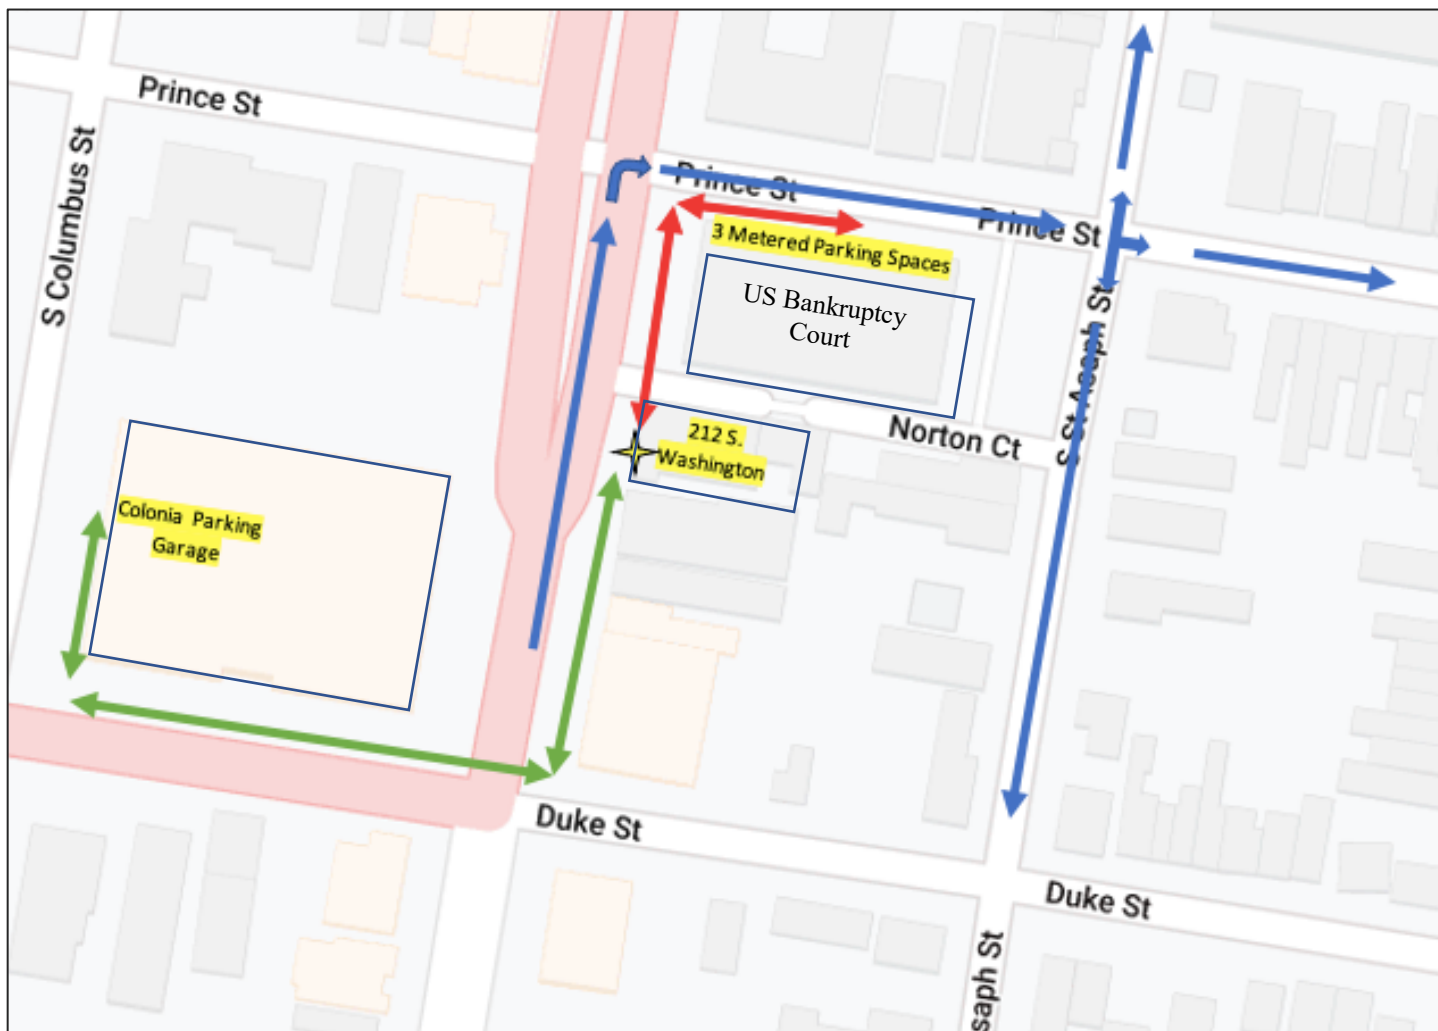 Prince St
S Columbus St
Prince St
Prince St
3 Metered Parking Spaces
US Bankruptcy
Court
S St Asaph St
212 S.
Washington
Norton Ct
Colonia Parking
Garage
Duke St
Duke St
saph St